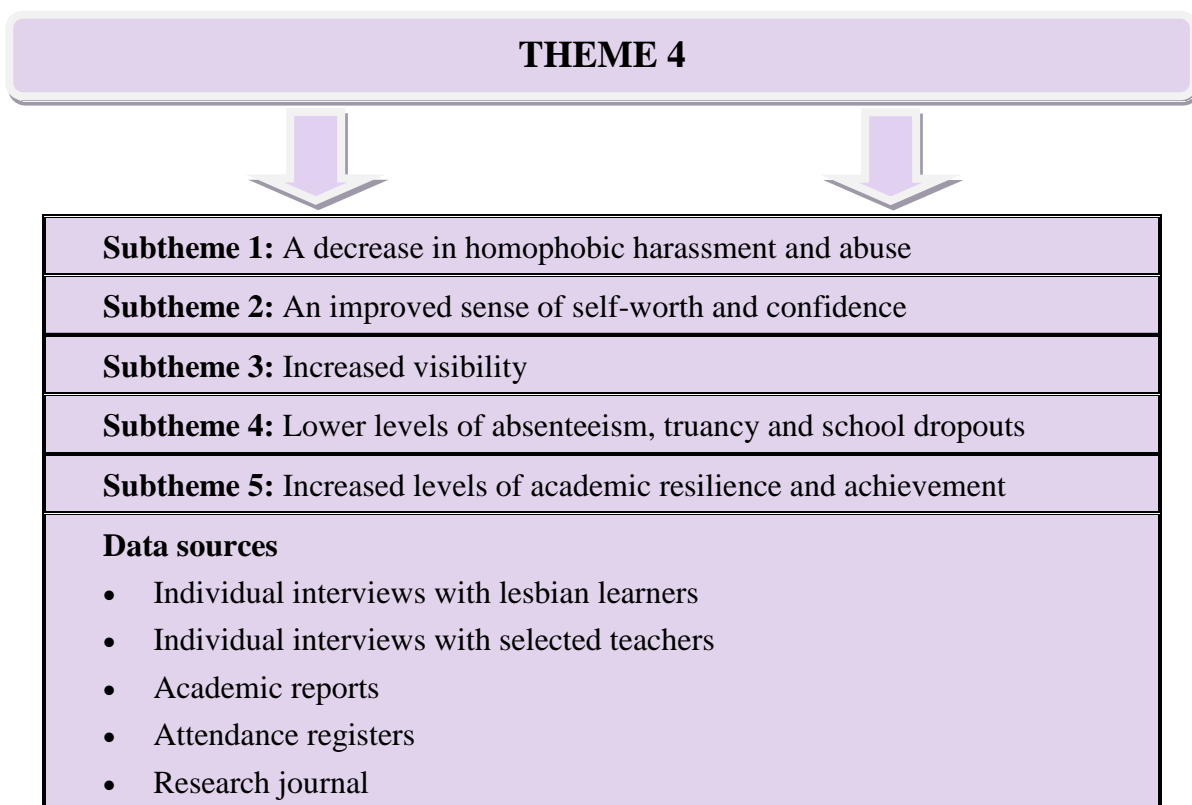 THEME 4
Subtheme 1: A decrease in homophobic harassment and abuse
Subtheme 2: An improved sense of self-worth and confidence
Subtheme 3: Increased visibility
Subtheme 4: Lower levels of absenteeism, truancy and school dropouts
Subtheme 5: Increased levels of academic resilience and achievement
Data sources
• Individual interviews with lesbian learners
• Individual interviews with selected teachers
• Academic reports
• Attendance registers
• Research journal